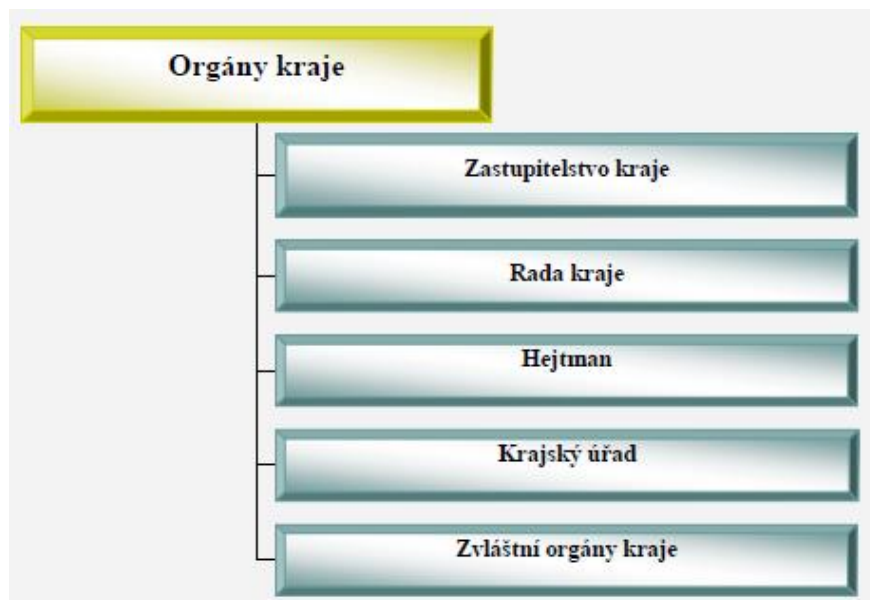 Orgány kraje
Zastupitelstvo kraje
Rada kraje
Hejtman
Krajský úřad
Zvláštní orgány kraje